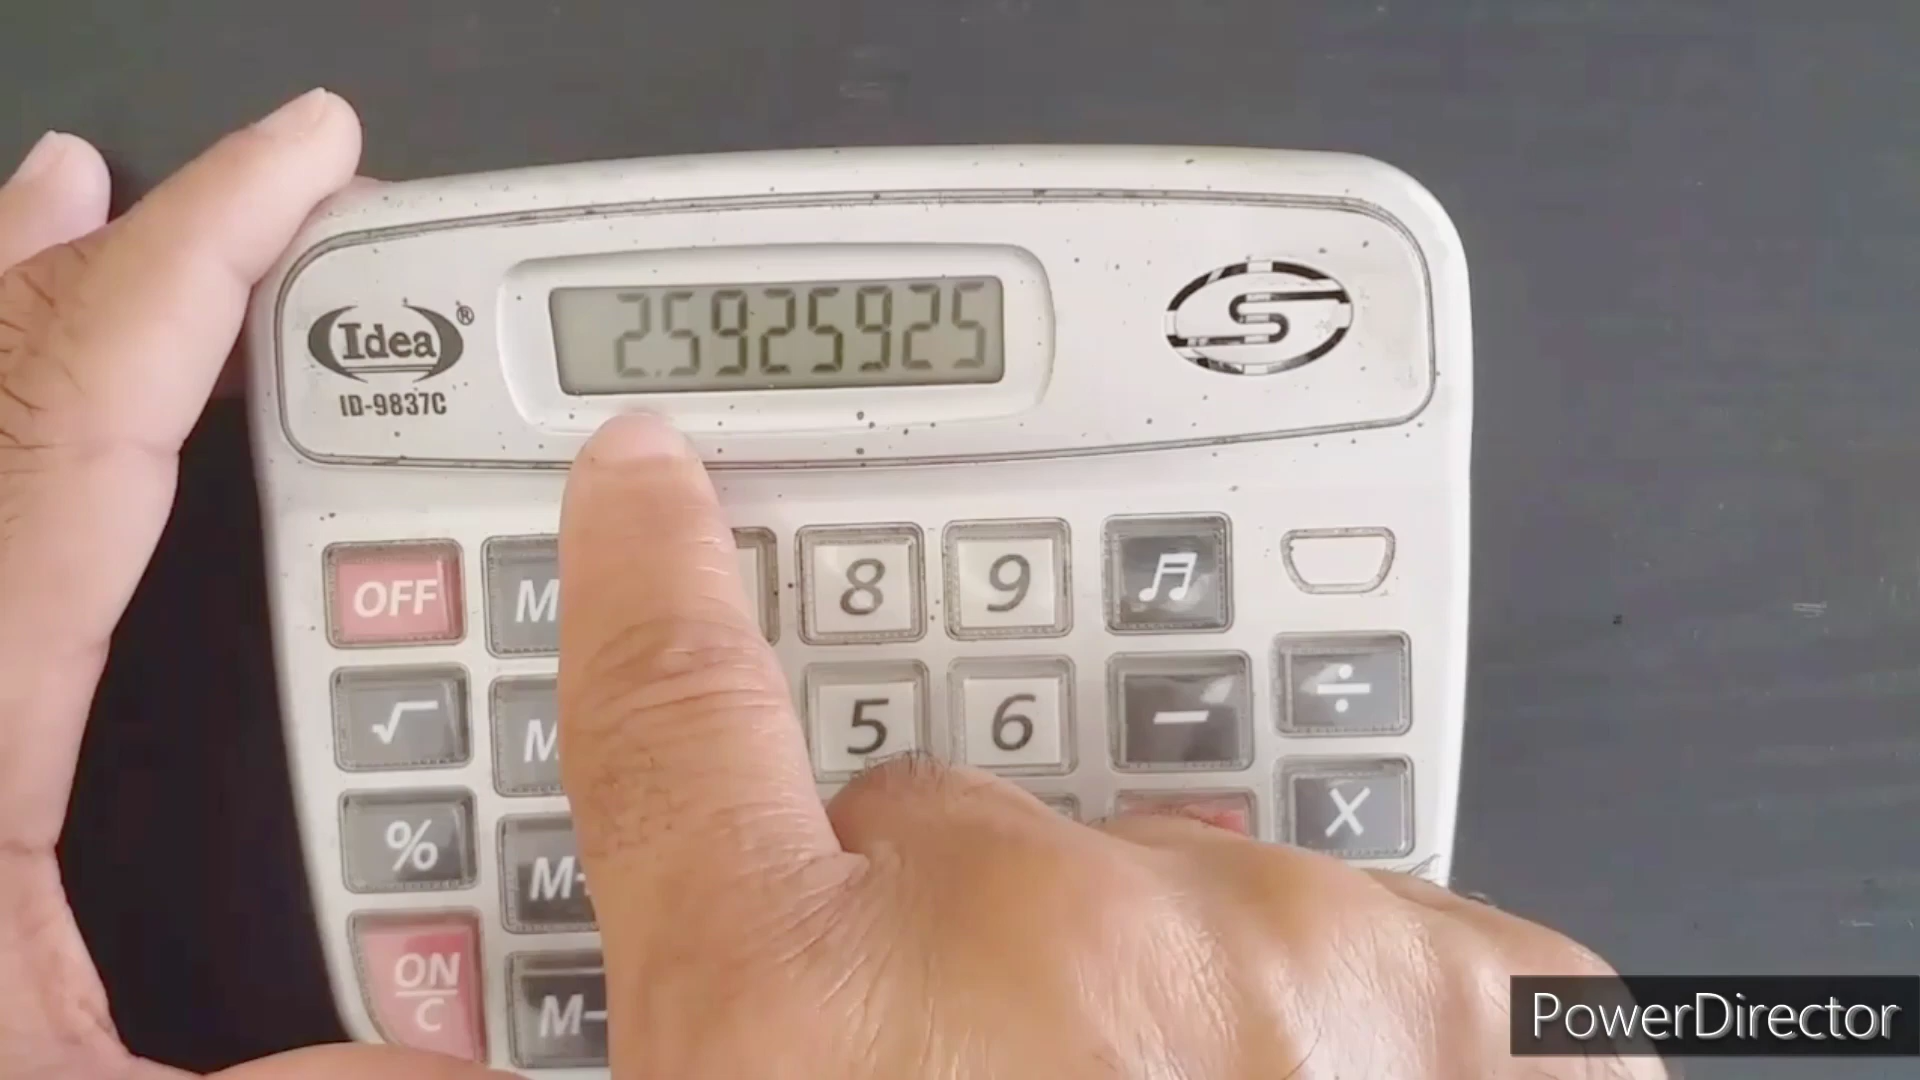 2.5925925
Idea®
ID-9837C
S
OFF
M
8
9
√
M
5
6
−
÷
%
M
X
ON
C
M−
PowerDirector